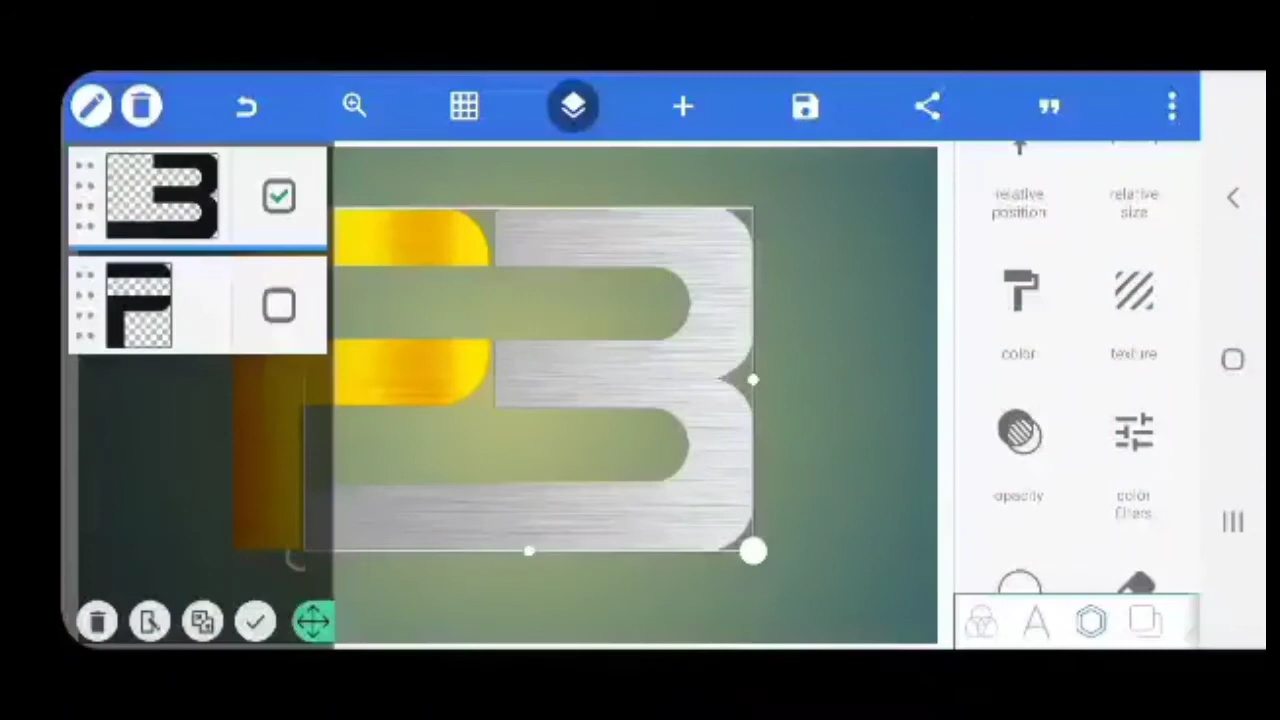 relative
position
relative
size
color
texture
opacity
color
filters